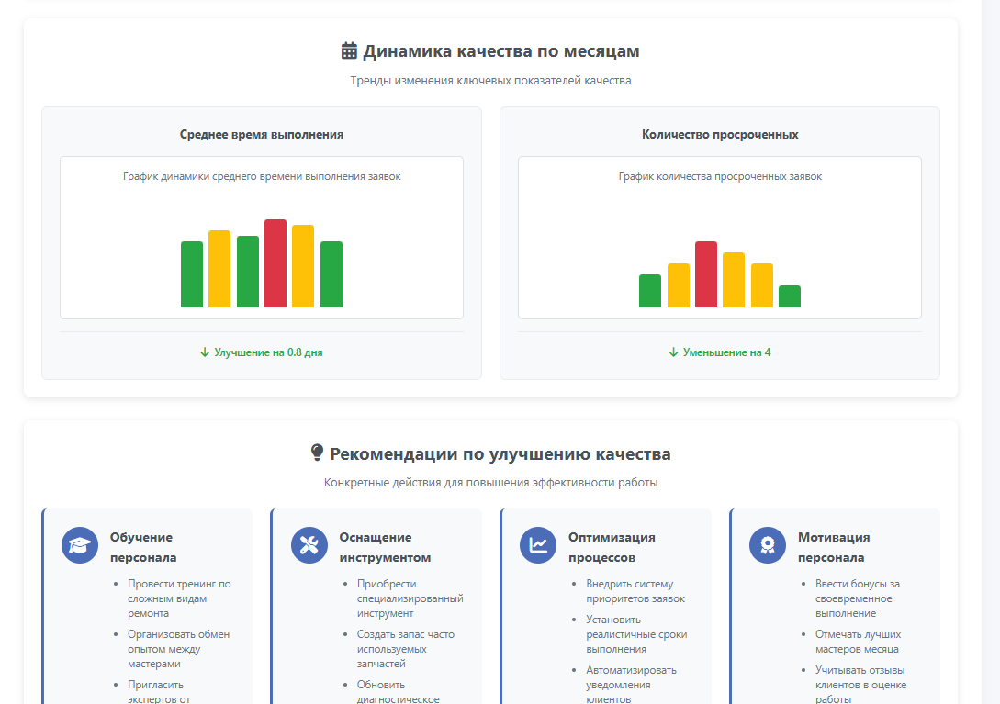 Динамика качества по месяцам
Тренды изменения ключевых показателей качества
Среднее время выполнения
График динамики среднего времени выполнения заявок
Улучшение на 0.8 дня
Количество просроченных
График количества просроченных заявок
Уменьшение на 4
Рекомендации по улучшению качества
Конкретные действия для повышения эффективности работы
Обучение
персонала
Провести тренинг по
сложным видам
ремонта
Организовать обмен
опытом между
мастерами
Пригласить
экспертов от
Оснащение
инструментом
Приобрести
специализированный
инструмент
Создать запас часто
используемых
запчастей
Обновить
диагностическое
Оптимизация
процессов
Внедрить систему
приоритетов заявок
Установить
реалистичные сроки
выполнения
Автоматизировать
уведомления
клиентов
Мотивация
персонала
Ввести бонусы за
своевременное
выполнение
Отмечать лучших
мастеров месяца
Учитывать отзывы
клиентов в оценке
работы